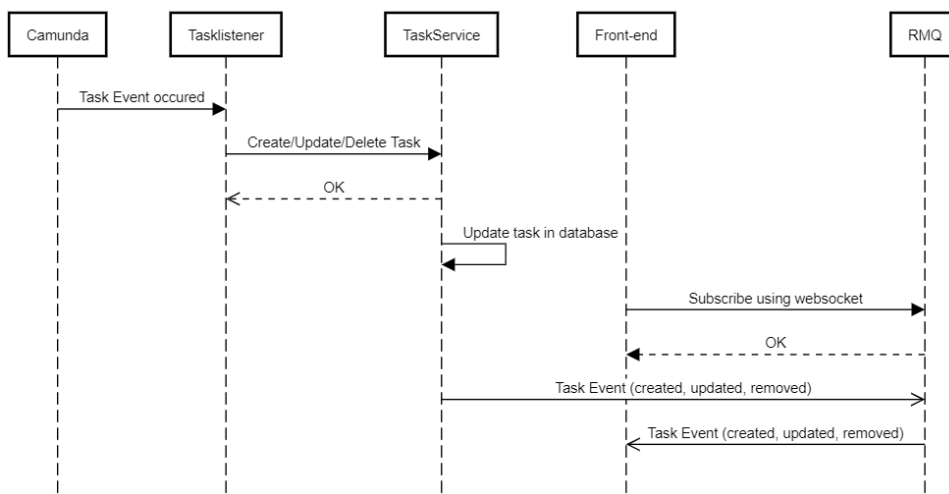 Camunda
Tasklistener
TaskService
Front-end
RMQ
Task Event occured
Create/Update/Delete Task
OK
Update task in database
Subscribe using websocket
OK
Task Event (created, updated, removed)
Task Event (created, updated, removed)